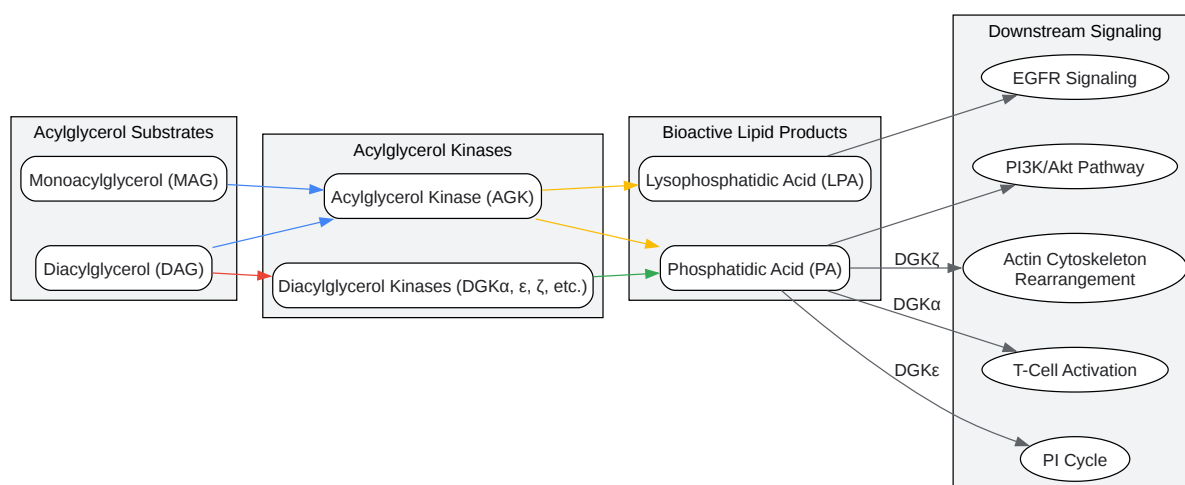 Acylglycerol Substrates
Monoacylglycerol (MAG)
Diacylglycerol (DAG)
Acylglycerol Kinases
Acylglycerol Kinase (AGK)
Diacylglycerol Kinases (DGKα, ε, ζ, etc.)
Bioactive Lipid Products
Lysophosphatidic Acid (LPA)
Phosphatidic Acid (PA)
DGKζ
DGKα
DGKε
Downstream Signaling
EGFR Signaling
PI3K/Akt Pathway
Actin Cytoskeleton
Rearrangement
T-Cell Activation
PI Cycle